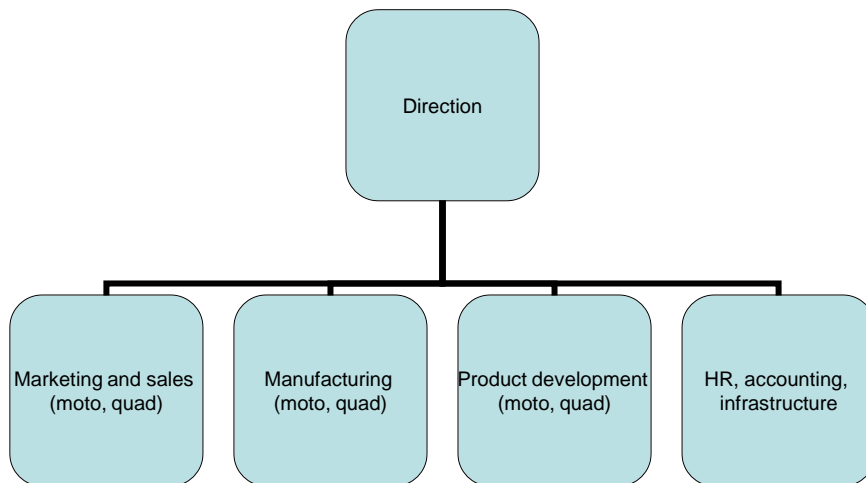 Direction
Marketing and sales
(moto, quad)
Manufacturing
(moto, quad)
Product development
(moto, quad)
HR, accounting,
infrastructure